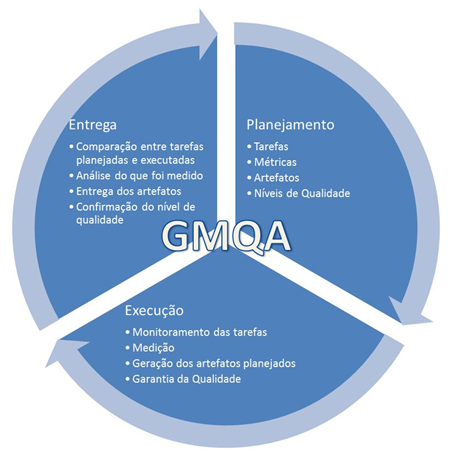 Entrega
• Comparação entre tarefas
planejadas e executadas
• Análise do que foi medido
• Entrega dos artefatos
• Confirmação do nível de
qualidade
Planejamento
• Tarefas
• Métricas
• Artefatos
• Níveis de Qualidade
GMQA
Execução
• Monitoramento das tarefas
• Medição
• Geração dos artefatos planejados
• Garantia da Qualidade